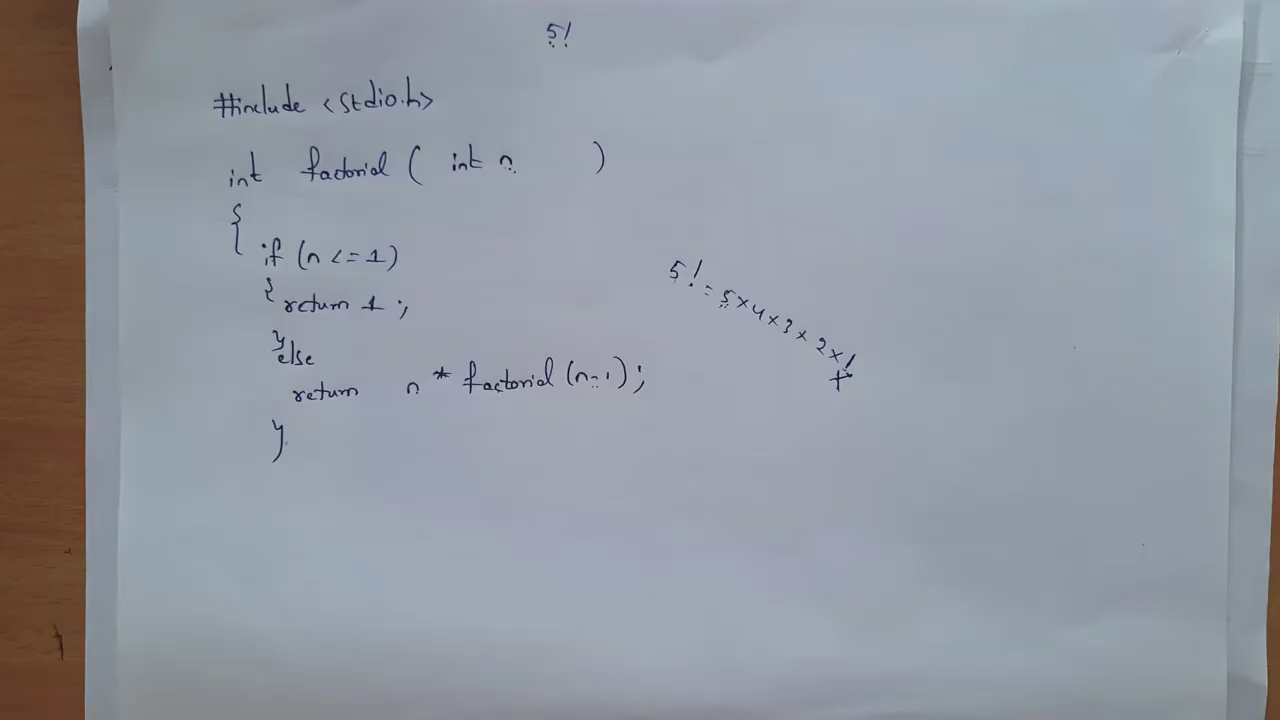 5!
#include <stdio.h>
int factorial ( int n )
{
if (n <= 1)
{ return 1 ;
}
else
return n * factorial (n-1) ;
}
5! = 5 x 4 x 3 x 2 x 1